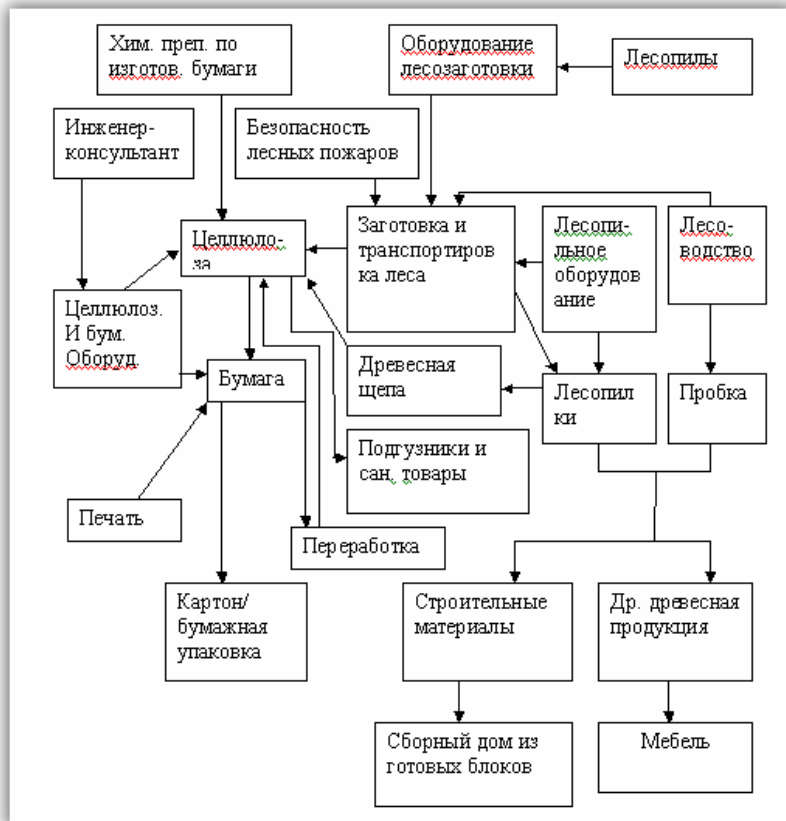 Хим. преп. по
изготов. бумаги
Оборудование
лесозаготовки
Лесопилы
Инженер-
консультант
Безопасность
лесных пожаров
Целлюло-
за
Заготовка и
транспортиров
ка леса
Лесопи-
льное
оборудов
ание
Лесо-
водство
Целлюлоз.
И бум.
Оборуд.
Бумага
Древесная
щепа
Лесопил
ки
Пробка
Подгузники и
сан. товары
Печать
Переработка
Картон/
бумажная
упаковка
Строительные
материалы
Др. древесная
продукция
Сборный дом из
готовых блоков
Мебель